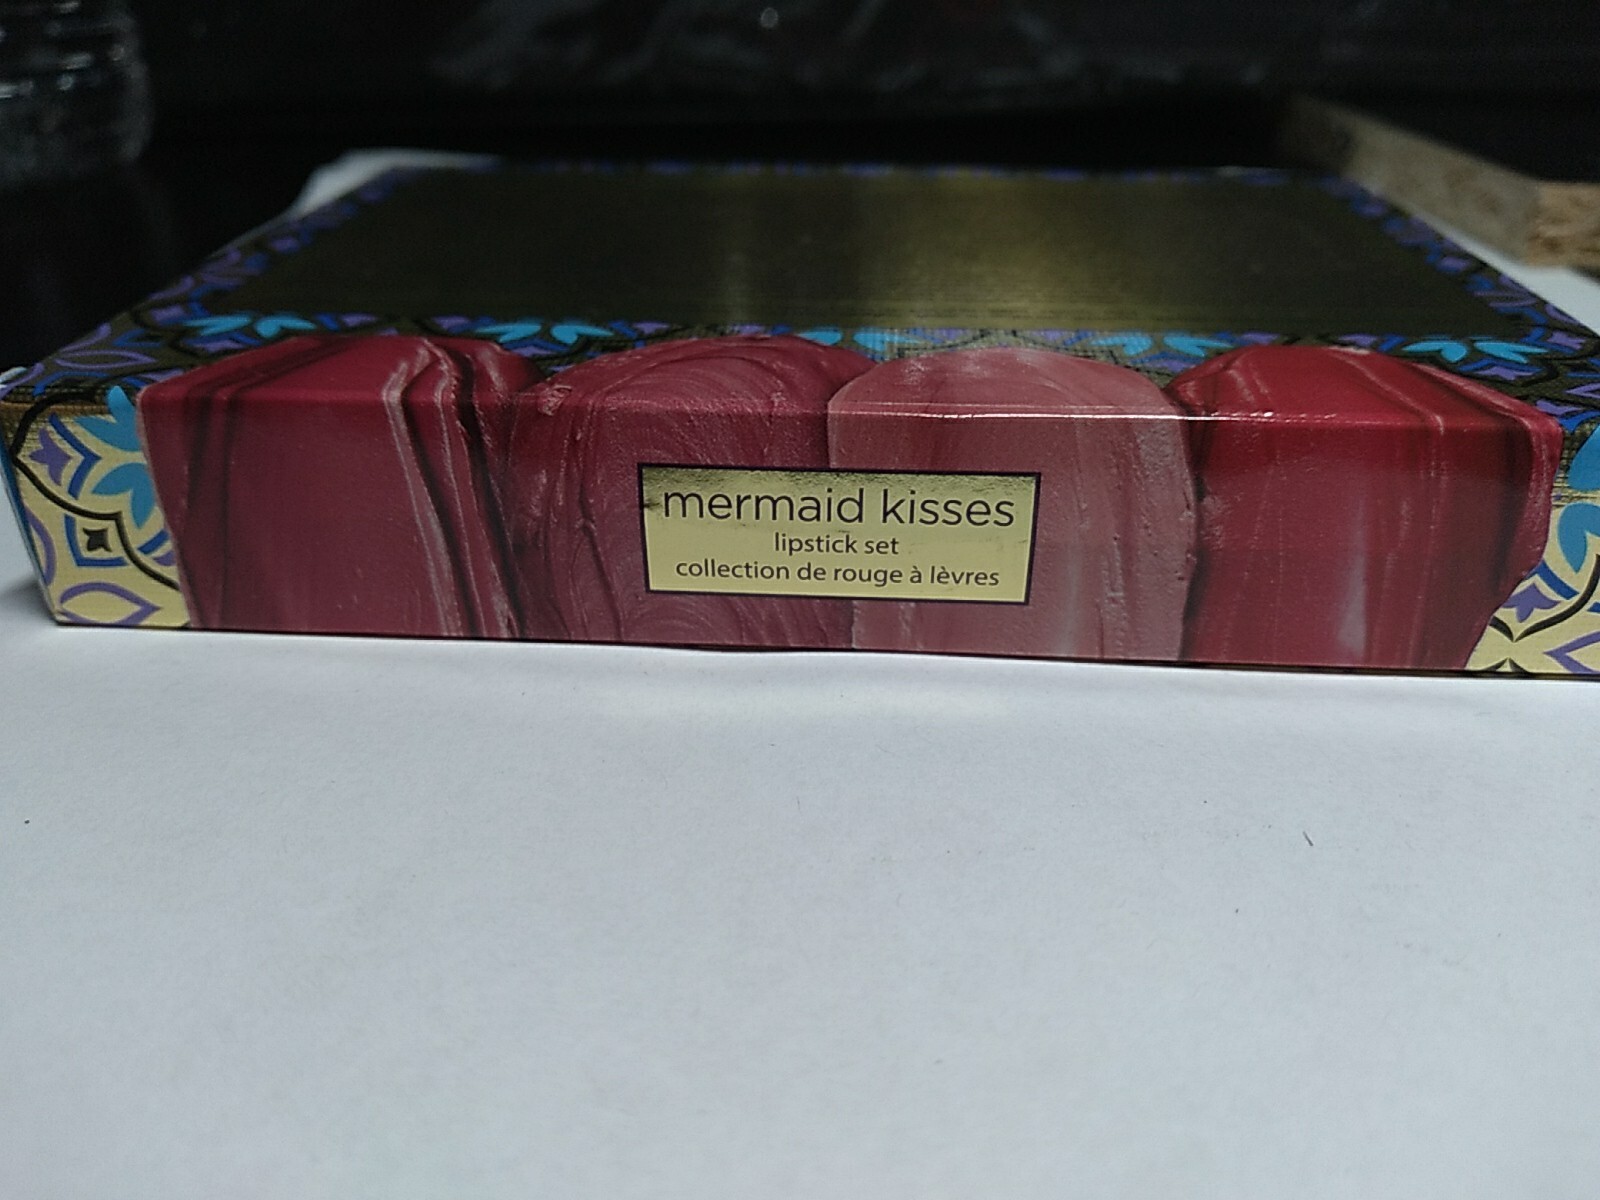 mermaid kisses
lipstick set
collection de rouge à lèvres